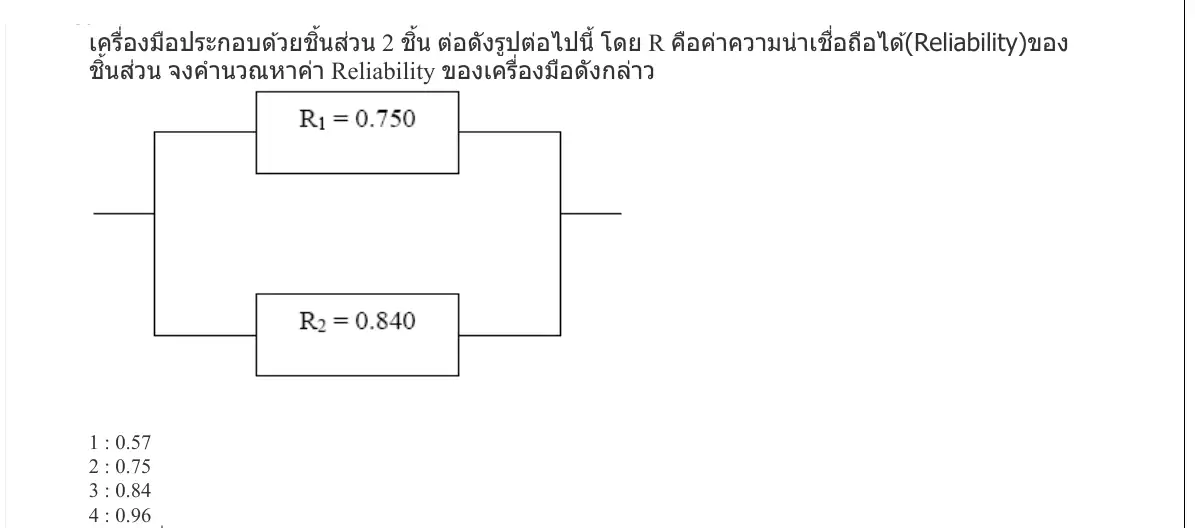 เครื่องมือประกอบด้วยชิ้นส่วน 2 ชิ้น ต่อดังรูปต่อไปนี้ โดย R คือค่าความน่าเชื่อถือได้(Reliability)ของ
ชิ้นส่วน จงคำนวณหาค่า Reliability ของเครื่องมือดังกล่าว
R₁ = 0.750
R₂ = 0.840
1 : 0.57
2 : 0.75
3 : 0.84
4 : 0.96